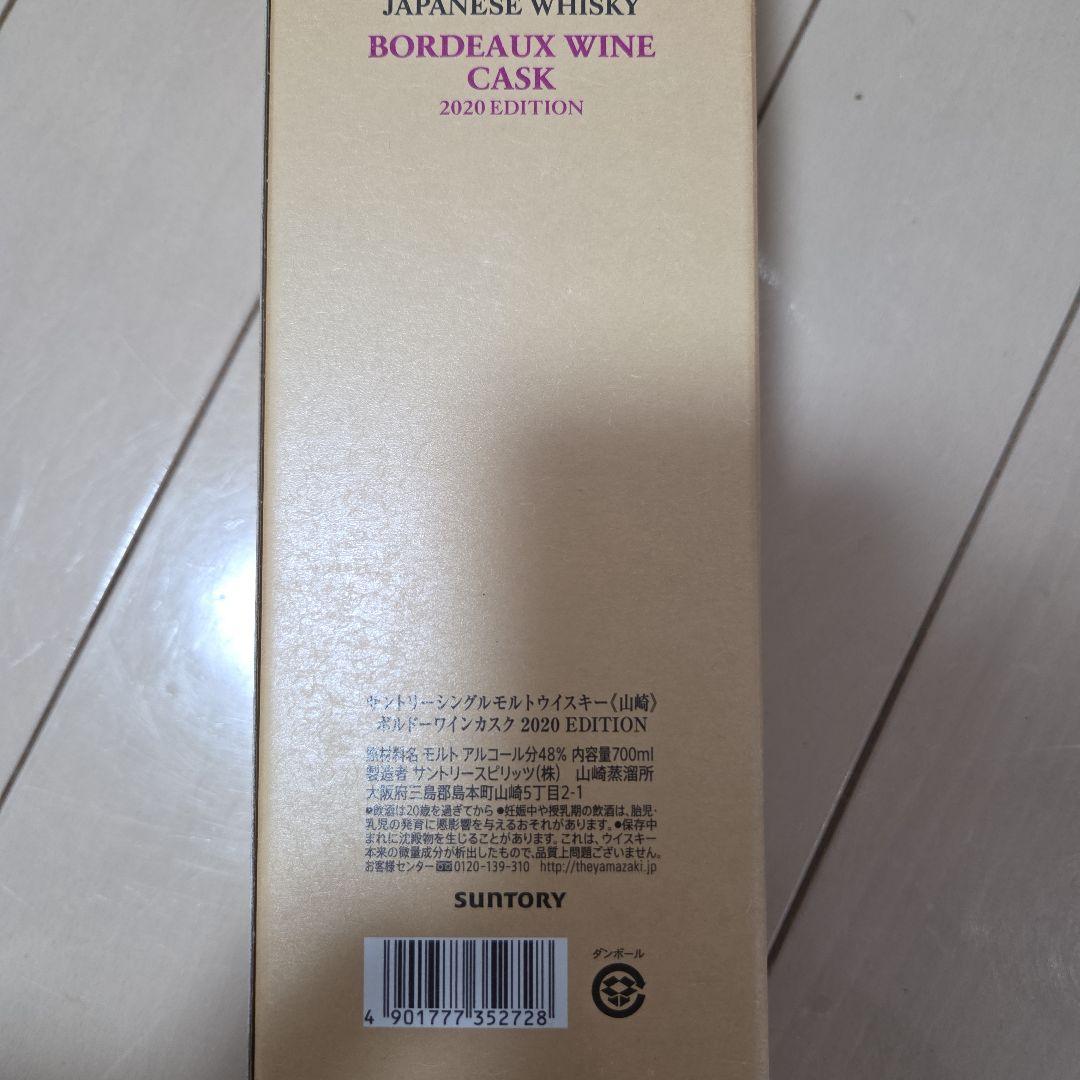 JAPANESE WHISKY
BORDEAUX WINE
CASK
2020 EDITION
サントリーシングルモルトウイスキー《山崎》
ボルドーワインカスク 2020 EDITION
原材料名 モルト アルコール分48% 内容量700ml
製造者 サントリースピリッツ(株) 山崎蒸溜所
大阪府三島郡島本町山崎5丁目2-1
●飲酒は20歳を過ぎてから ●妊娠中や授乳期の飲酒は、胎児・
乳児の発育に悪影響を与えるおそれがあります。●保存中
まれに沈殿物を生じることがあります。これは、ウイスキー
本来の微量成分が析出したもので、品質上問題ございません。
お客様センター 0120-139-310 http://theyamazaki.jp
SUNTORY
ダンボール
4 901777 352728